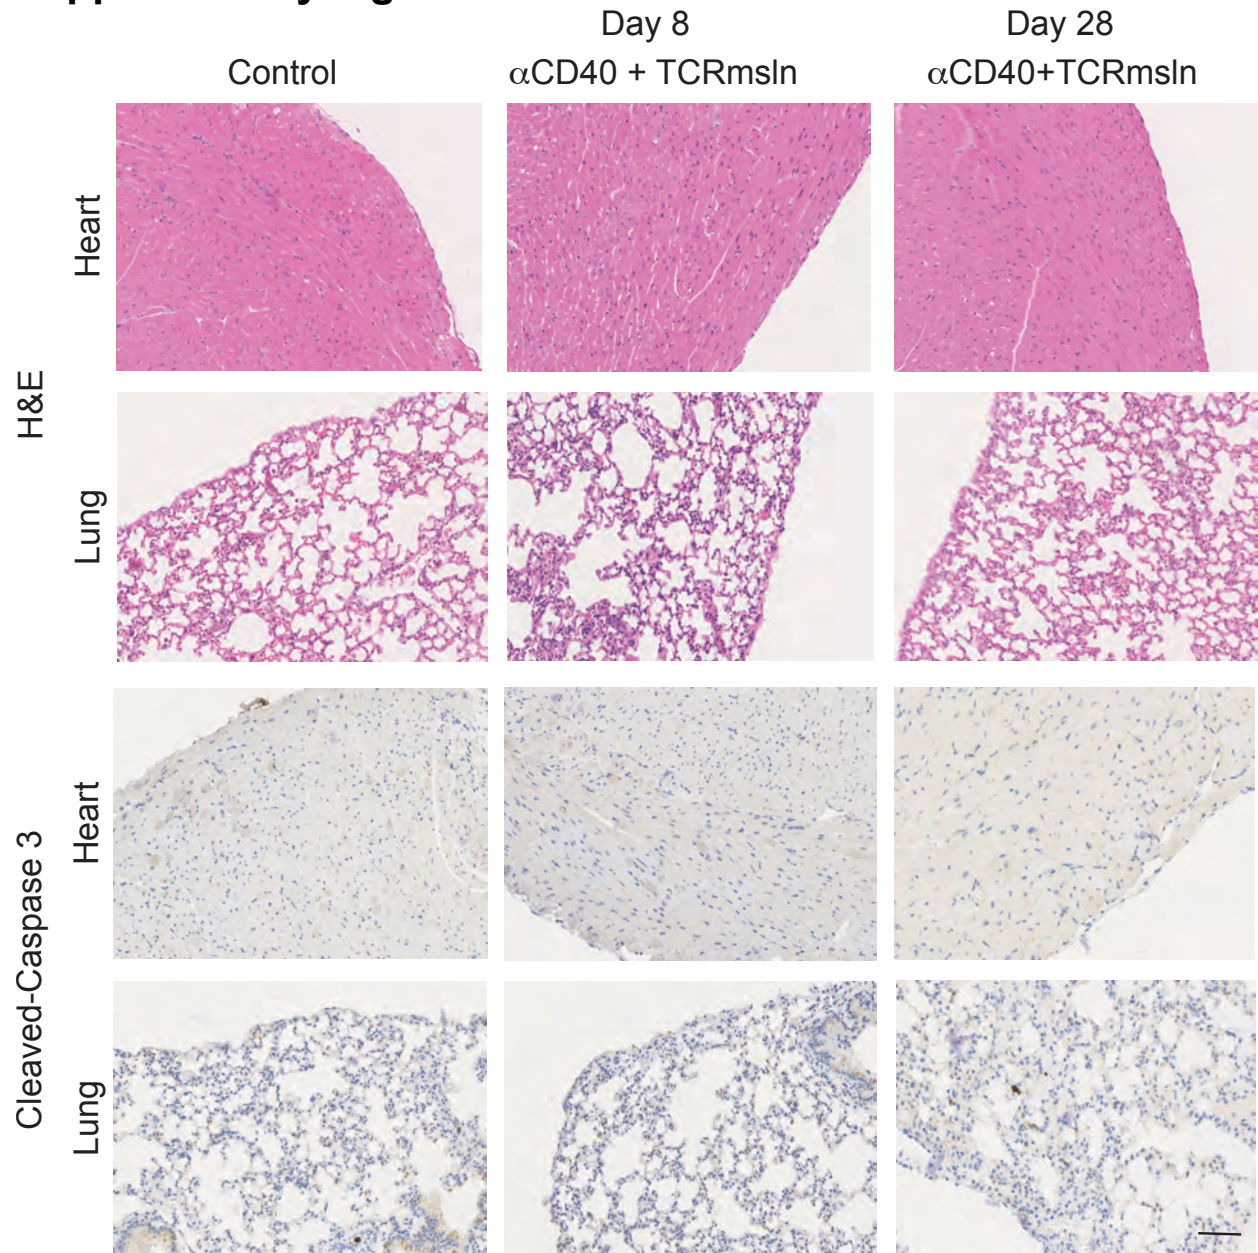 Day 8
Day 28
Control
αCD40 + TCRmsln
αCD40+TCRmsln
H&E
Heart
Lung
Cleaved-Caspase 3
Heart
Lung